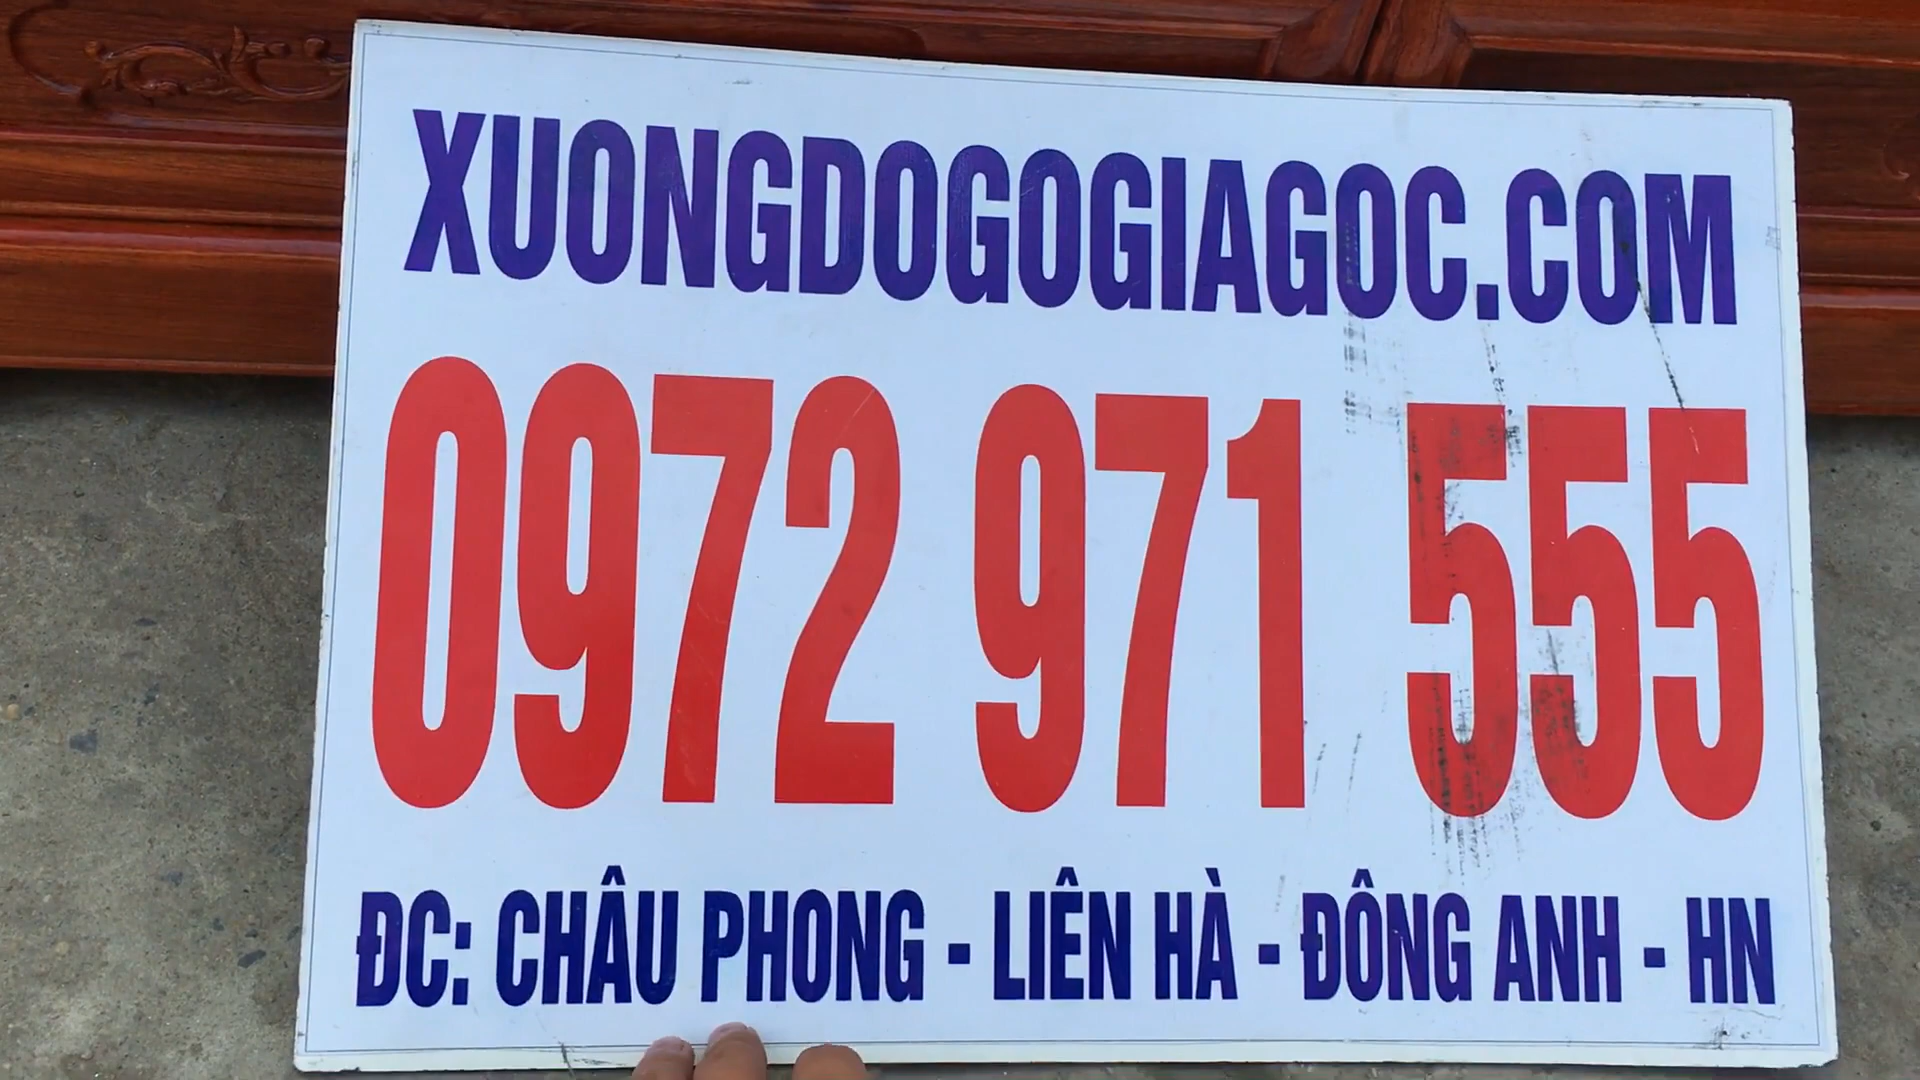 XUONGDOGOGIAGOC.COM
0972 971 555
ĐC: CHÂU PHONG - LIÊN HÀ - ĐÔNG ANH - HN